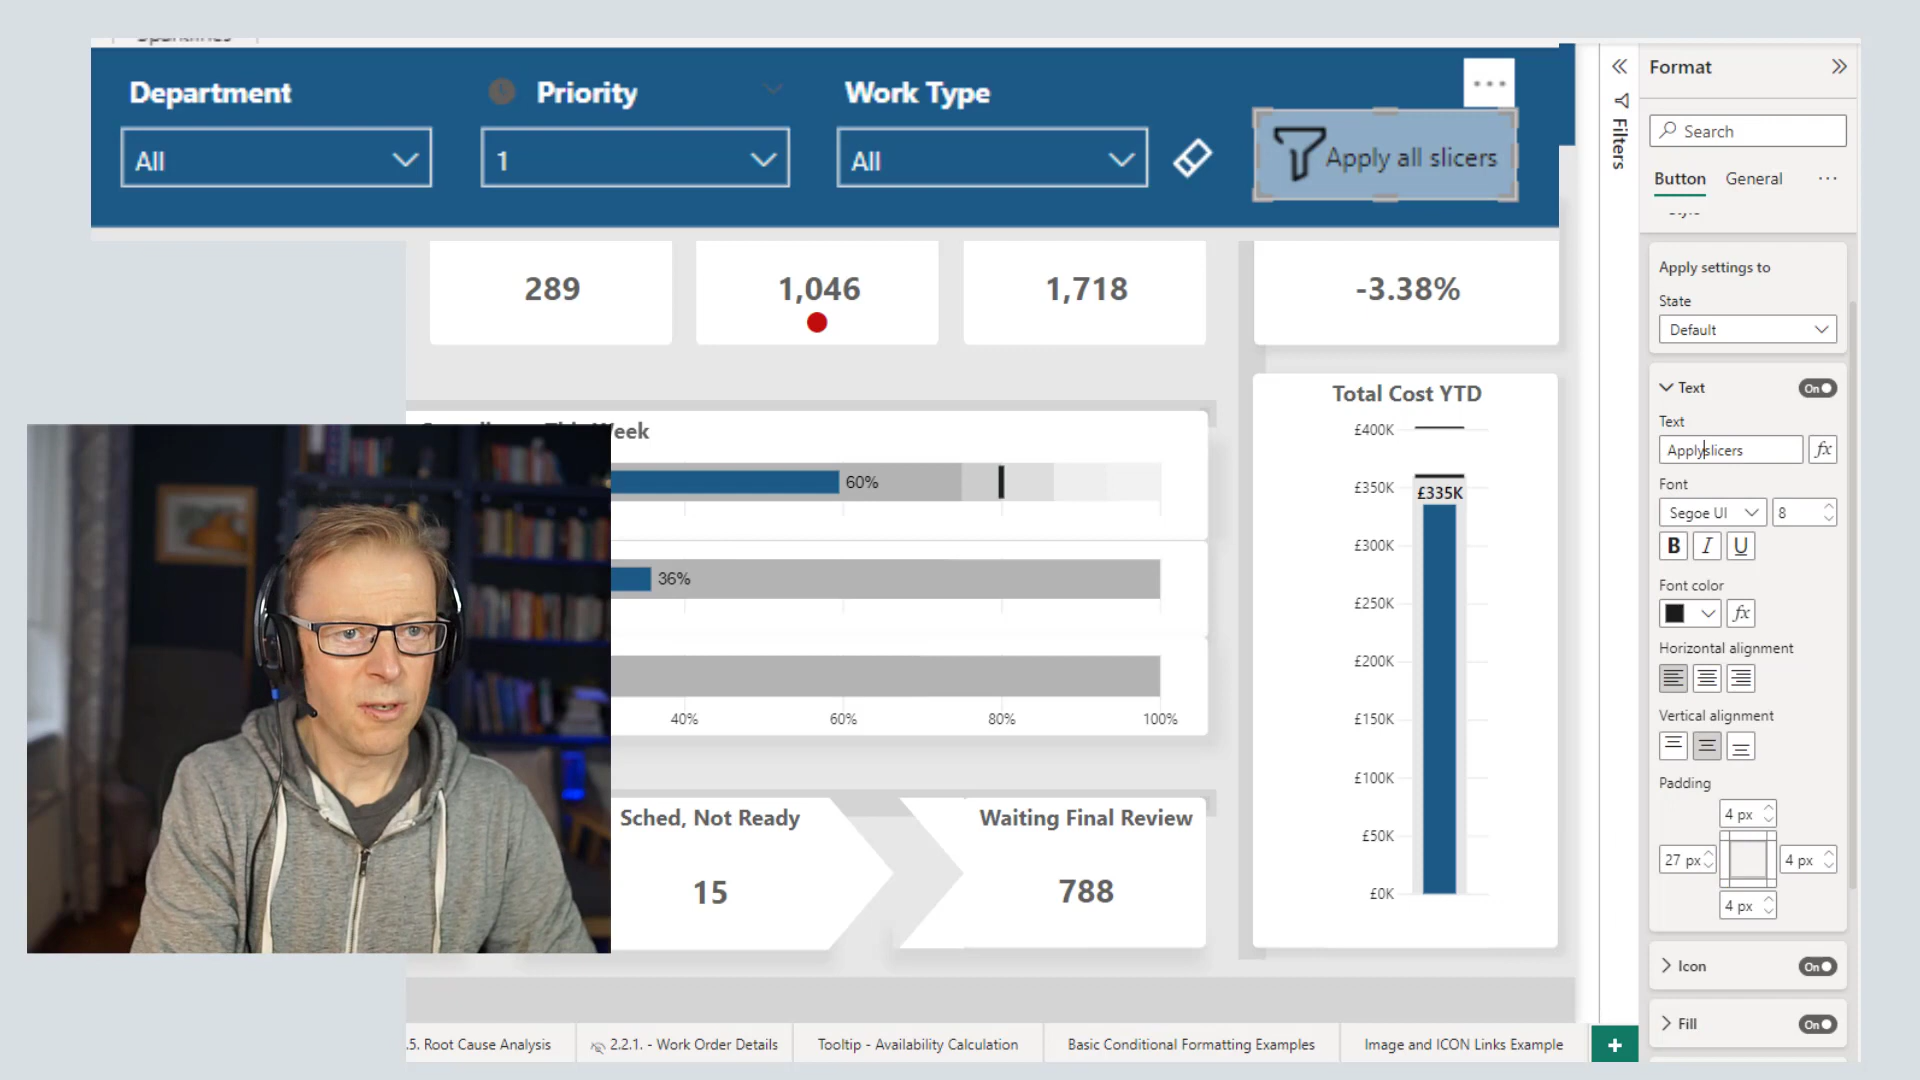 Department
Priority
Work Type
All
1
All
Apply all slicers
289
1,046
1,718
-3.38%
Week
60%
36%
40%
60%
80%
100%
Total Cost YTD
£400K
£350K
£335K
£300K
£250K
£200K
£150K
£100K
£50K
£0K
Sched, Not Ready
15
Waiting Final Review
788
5. Root Cause Analysis
2.2.1. - Work Order Details
Tooltip - Availability Calculation
Basic Conditional Formatting Examples
Image and ICON Links Example
Filters
Format
Search
Button
General
Style
Apply settings to
State
Default
Text
On
Text
Applyslicers
fx
Font
Segoe UI
8
B
I
U
Font color
fx
Horizontal alignment
Vertical alignment
Padding
4 px
27 px
4 px
4 px
Icon
On
Fill
On